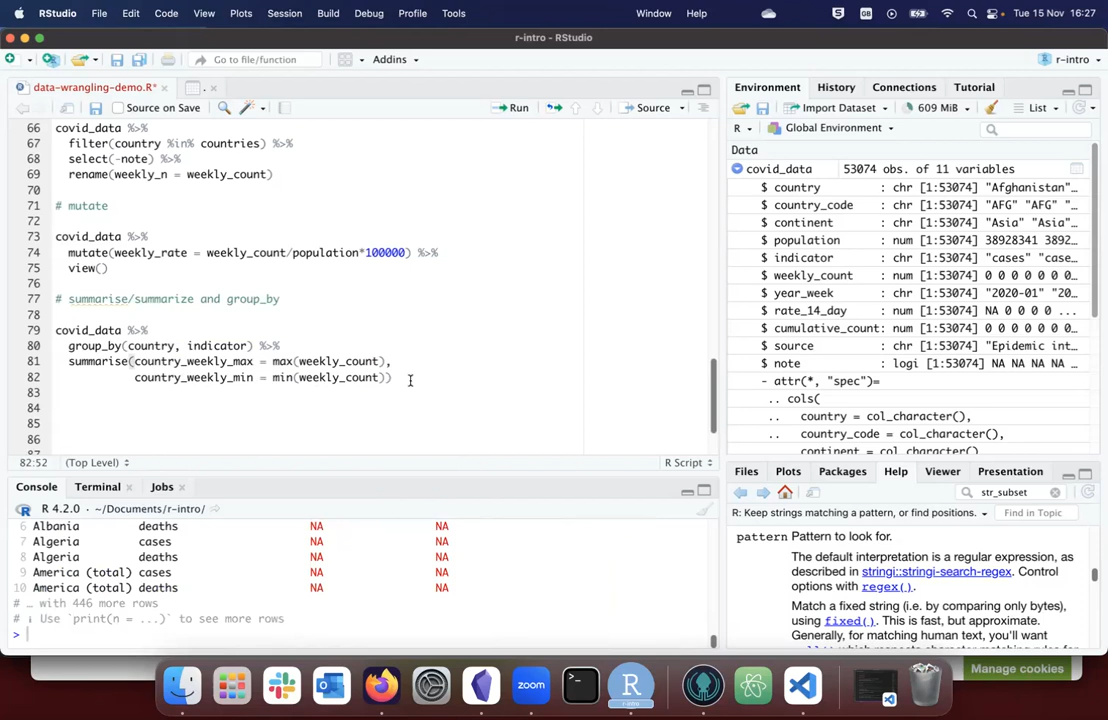 RStudio File Edit Code View Plots Session Build Debug Profile Tools Window Help Tue 15 Nov 16:27
r-intro - RStudio
Go to file/function Addins r-intro
data-wrangling-demo.R* .
Source on Save Run Source
66 covid_data %>%
67 filter(country %in% countries) %>%
68 select(-note) %>%
69 rename(weekly_n = weekly_count)
70
71 # mutate
72
73 covid_data %>%
74 mutate(weekly_rate = weekly_count/population*100000) %>%
75 view()
76
77 # summarise/summarize and group_by
78
79 covid_data %>%
80 group_by(country, indicator) %>%
81 summarise(country_weekly_max = max(weekly_count),
82 country_weekly_min = min(weekly_count))
83
84
85
86
87
82:52 (Top Level) R Script
Console Terminal Jobs
R 4.2.0 · ~/Documents/r-intro/
6 Albania deaths NA NA
7 Algeria cases NA NA
8 Algeria deaths NA NA
9 America (total) cases NA NA
10 America (total) deaths NA NA
# … with 446 more rows
# ℹ Use `print(n = ...)` to see more rows
>
Environment History Connections Tutorial
Import Dataset 609 MiB List
R Global Environment
Data
covid_data 53074 obs. of 11 variables
$ country : chr [1:53074] "Afghanistan"…
$ country_code : chr [1:53074] "AFG" "AFG" …
$ continent : chr [1:53074] "Asia" "Asia"…
$ population : num [1:53074] 38928341 3892…
$ indicator : chr [1:53074] "cases" "case…
$ weekly_count : num [1:53074] 0 0 0 0 0 0 0…
$ year_week : chr [1:53074] "2020-01" "20…
$ rate_14_day : num [1:53074] NA 0 0 0 0 ...
$ cumulative_count: num [1:53074] 0 0 0 0 0 0 0…
$ source : chr [1:53074] "Epidemic int…
$ note : logi [1:53074] NA NA NA NA N…
- attr(*, "spec")=
.. cols(
.. country = col_character(),
.. country_code = col_character(),
.. continent = col_character(),
Files Plots Packages Help Viewer Presentation
str_subset
R: Keep strings matching a pattern, or find positions. Find in Topic
pattern Pattern to look for.
The default interpretation is a regular expression, as
described in stringi::stringi-search-regex. Control
options with regex().
Match a fixed string (i.e. by comparing only bytes),
using fixed(). This is fast, but approximate.
Generally, for matching human text, you'll want
Manage cookies
zoom
R
r-intro